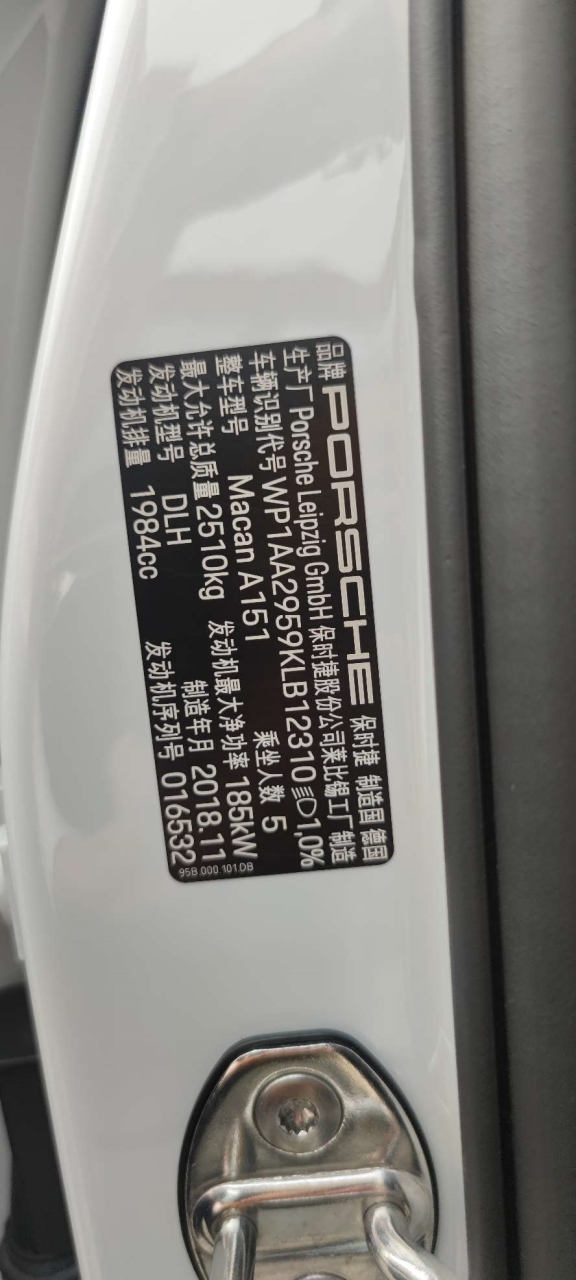 品牌 PORSCHE 保时捷 制造国 德国
生产厂 Porsche Leipzig GmbH 保时捷股份公司莱比锡工厂 制造
车辆识别代号 WP1AA2959KLB12310 1,0%
整车型号 Macan A151 乘坐人数 5
最大允许总质量 2510kg 发动机最大净功率 185kW
发动机型号 DLH 制造年月 2018.11
发动机排量 1984cc 发动机序列号 016532
95B.000.101.DB